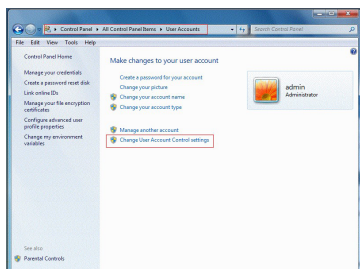 Control Panel ▸ All Control Panel Items ▸ User Accounts
Search Control Panel
File Edit View Tools Help
Control Panel Home
Manage your credentials
Create a password reset disk
Link online IDs
Manage your file encryption
certificates
Configure advanced user
profile properties
Change my environment
variables
Make changes to your user account
Create a password for your account
Change your picture
Change your account name
Change your account type
Manage another account
Change User Account Control settings
admin
Administrator
See also
Parental Controls